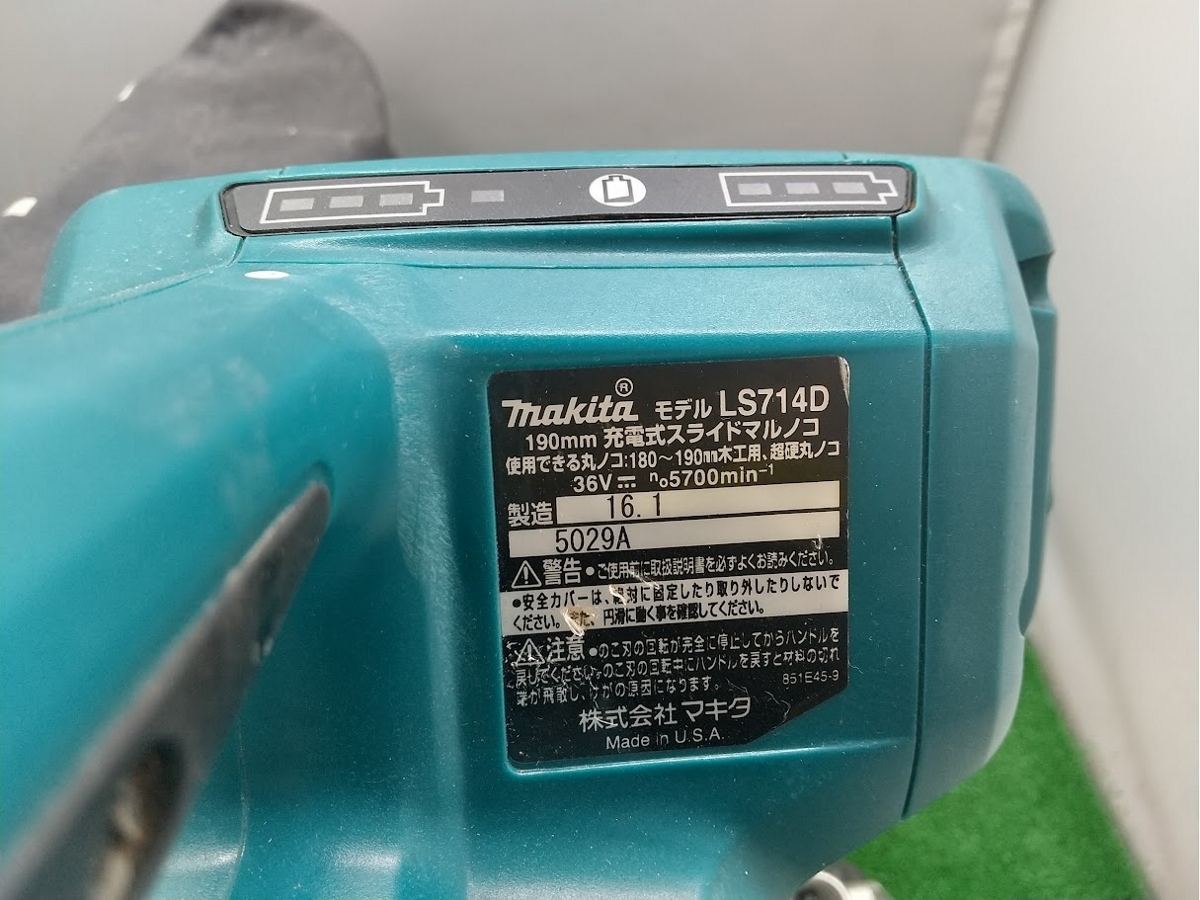 makita® モデル LS714D
190mm 充電式スライドマルノコ
使用できる丸ノコ:180～190mm木工用、超硬丸ノコ
36V⎓ n₀5700min⁻¹
製造 16.1
5029A
⚠警告 ●ご使用前に取扱説明書を必ずよくお読みください。
●安全カバーは、絶対に固定したり取り外したりしないで
ください。また、円滑に動く事を確認してください。
⚠注意 ●のこ刃の回転が完全に停止してからハンドルを
戻してください。●のこ刃の回転中にハンドルを戻すと材料の切れ
端が飛散し、けがの原因になります。 851E45-9
株式会社 マキタ
Made in U.S.A.